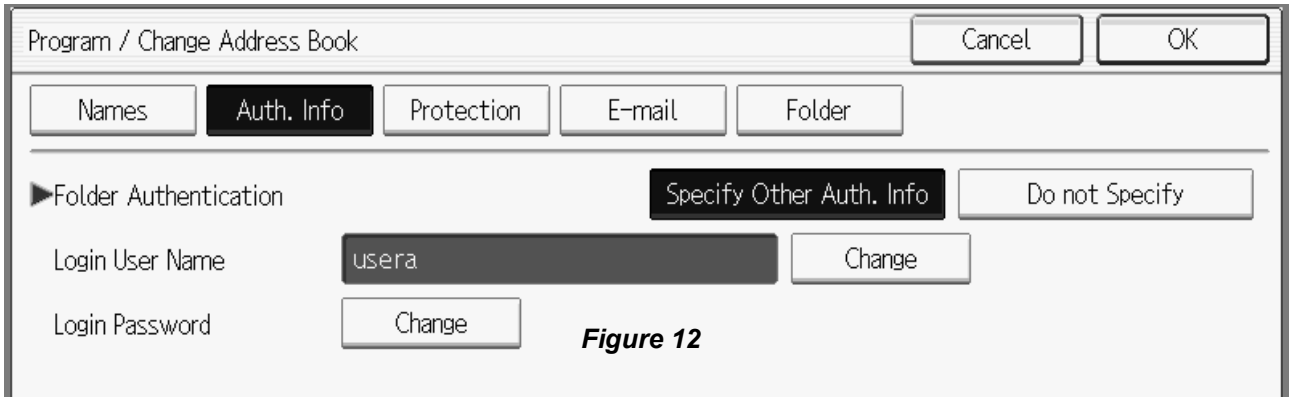 Program / Change Address Book Cancel OK
Names Auth. Info Protection E-mail Folder
▶Folder Authentication Specify Other Auth. Info Do not Specify
Login User Name usera Change
Login Password Change Figure 12